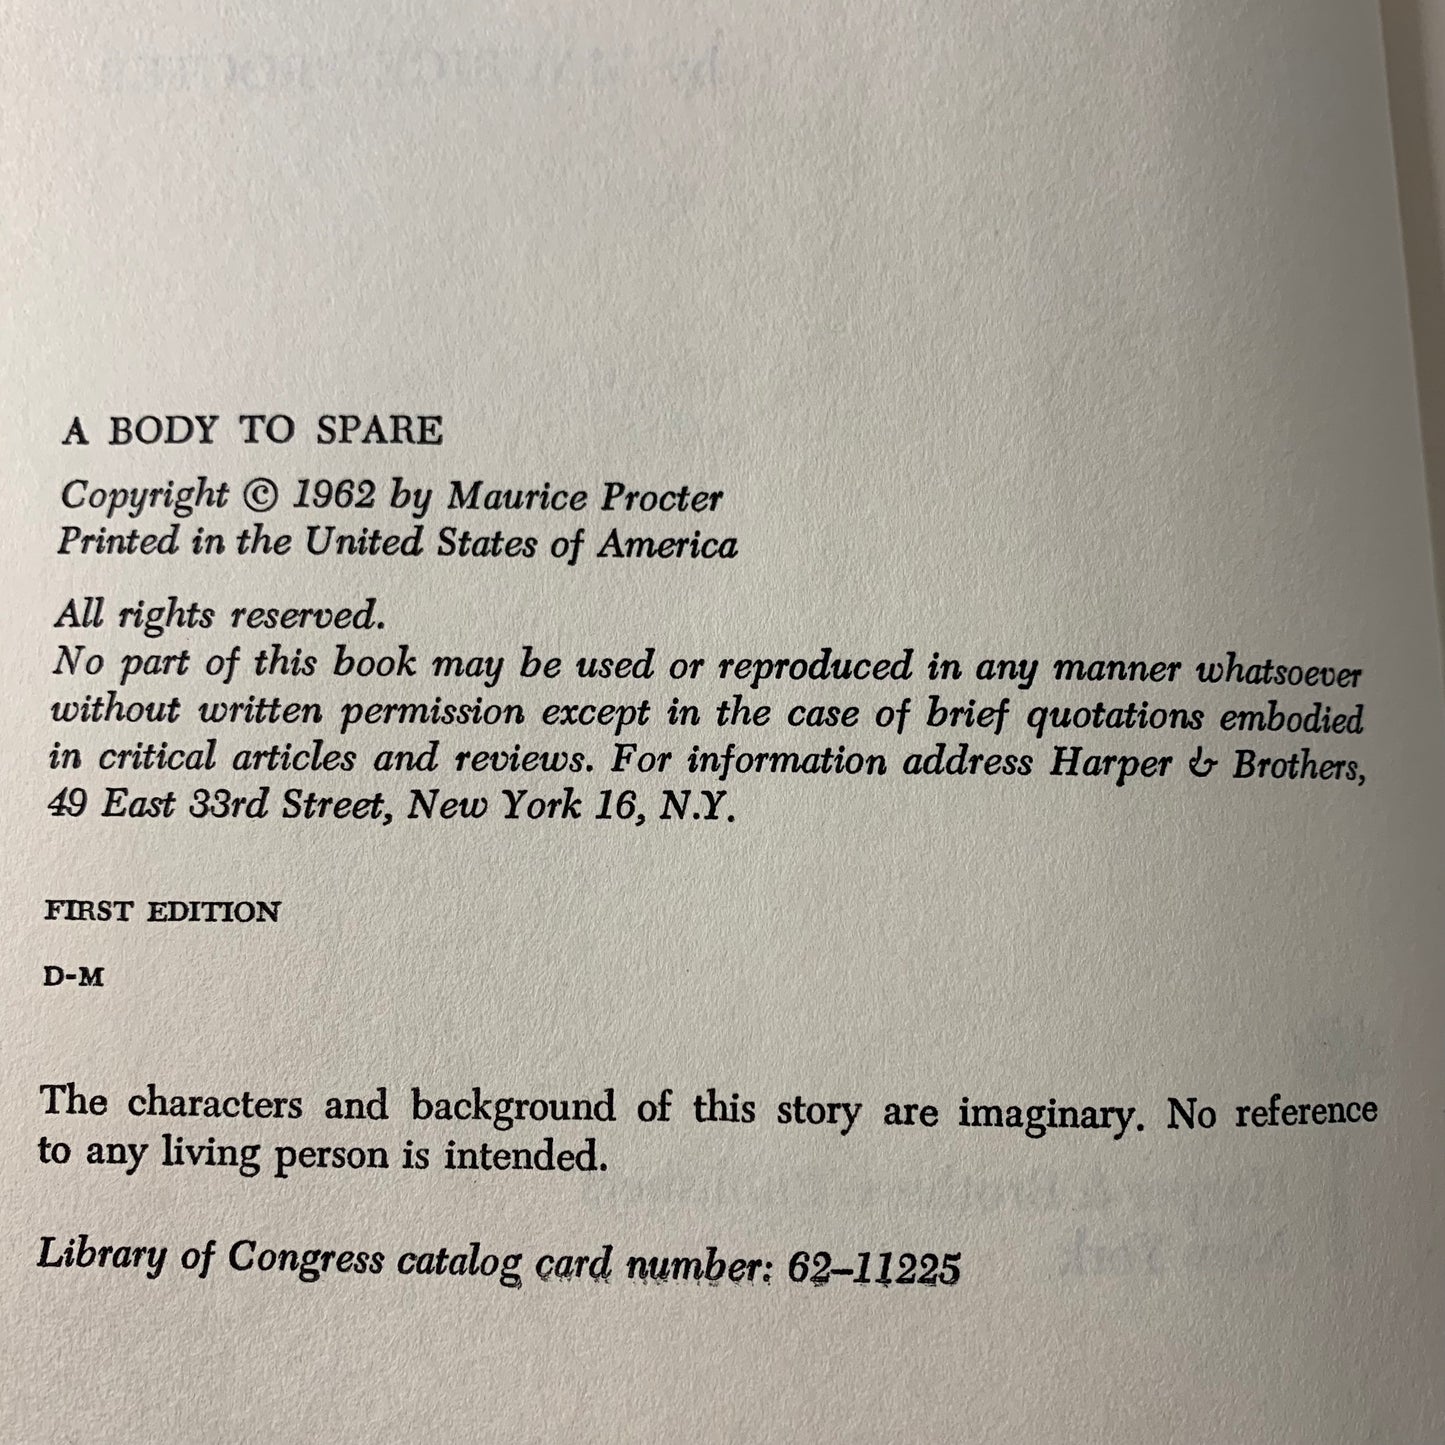 A BODY TO SPARE
Copyright © 1962 by Maurice Procter
Printed in the United States of America
All rights reserved.
No part of this book may be used or reproduced in any manner whatsoever
without written permission except in the case of brief quotations embodied
in critical articles and reviews. For information address Harper & Brothers,
49 East 33rd Street, New York 16, N.Y.
FIRST EDITION
D-M
The characters and background of this story are imaginary. No reference
to any living person is intended.
Library of Congress catalog card number: 62–11225